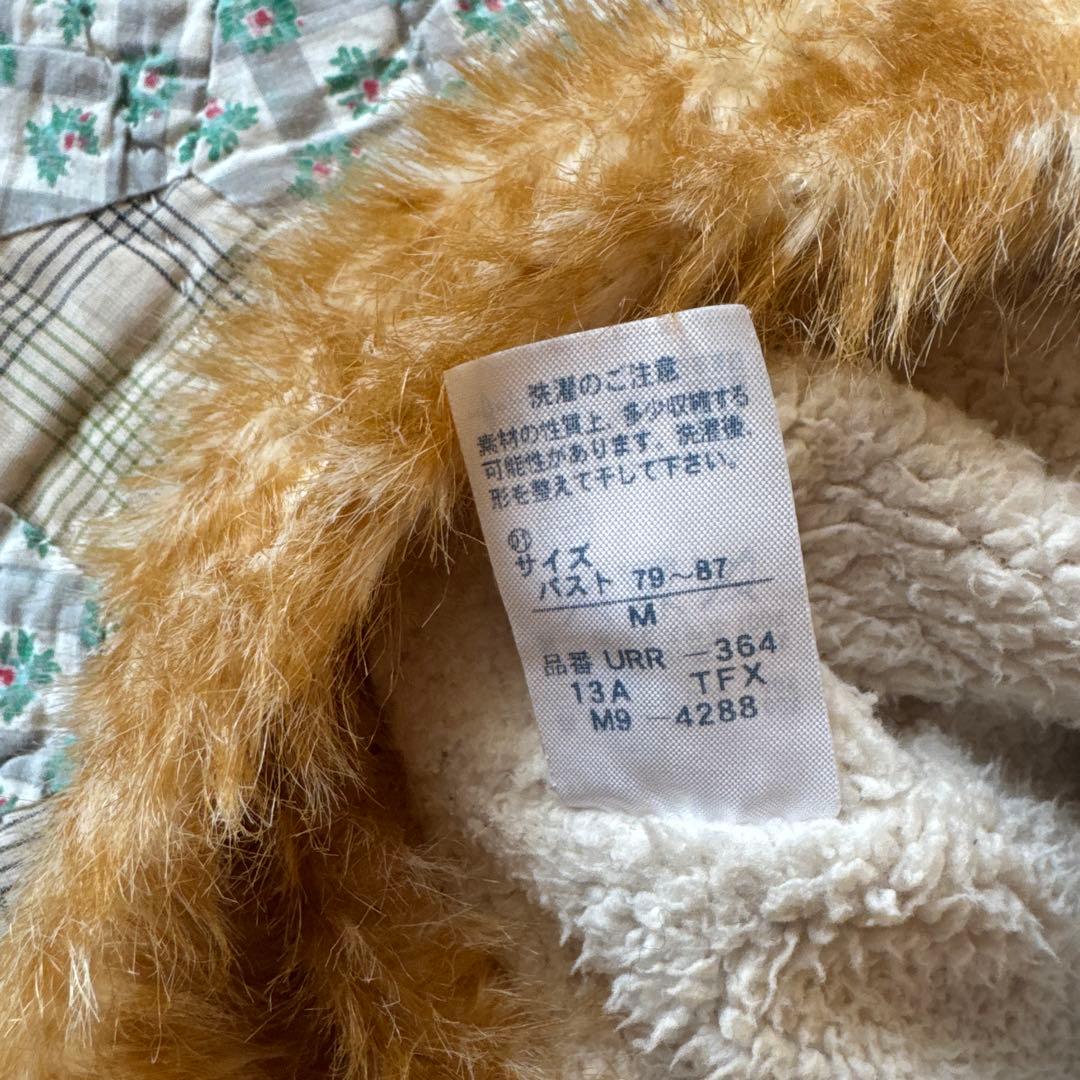 洗濯のご注意
素材の性質上、多少収縮する
可能性があります。洗濯後、
形を整えて干して下さい。
サイズ
バスト 79～87
M
品番 URR －364
13A TFX
M9 －4288